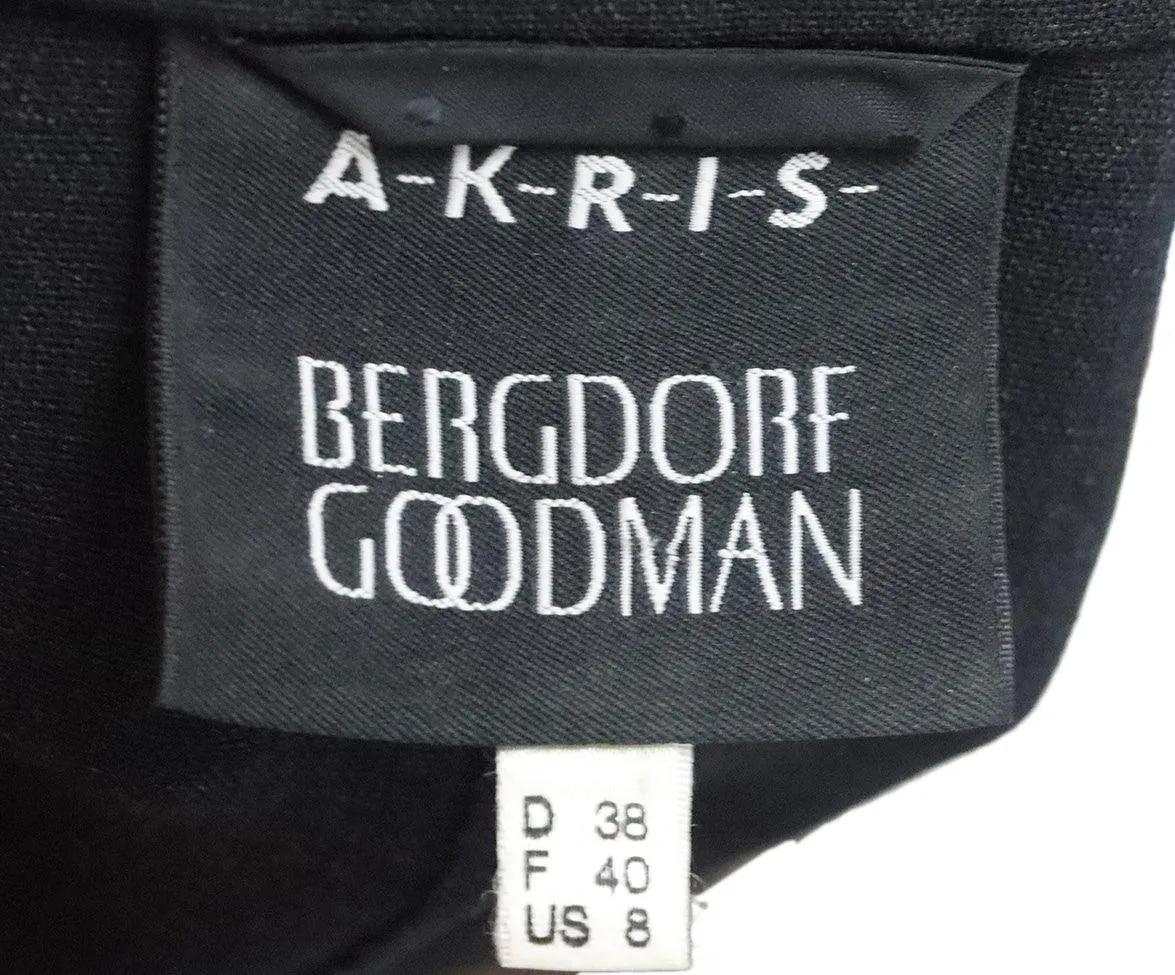 A-K-R-I-S-
BERGDORF
GOODMAN
D 38
F 40
US 8